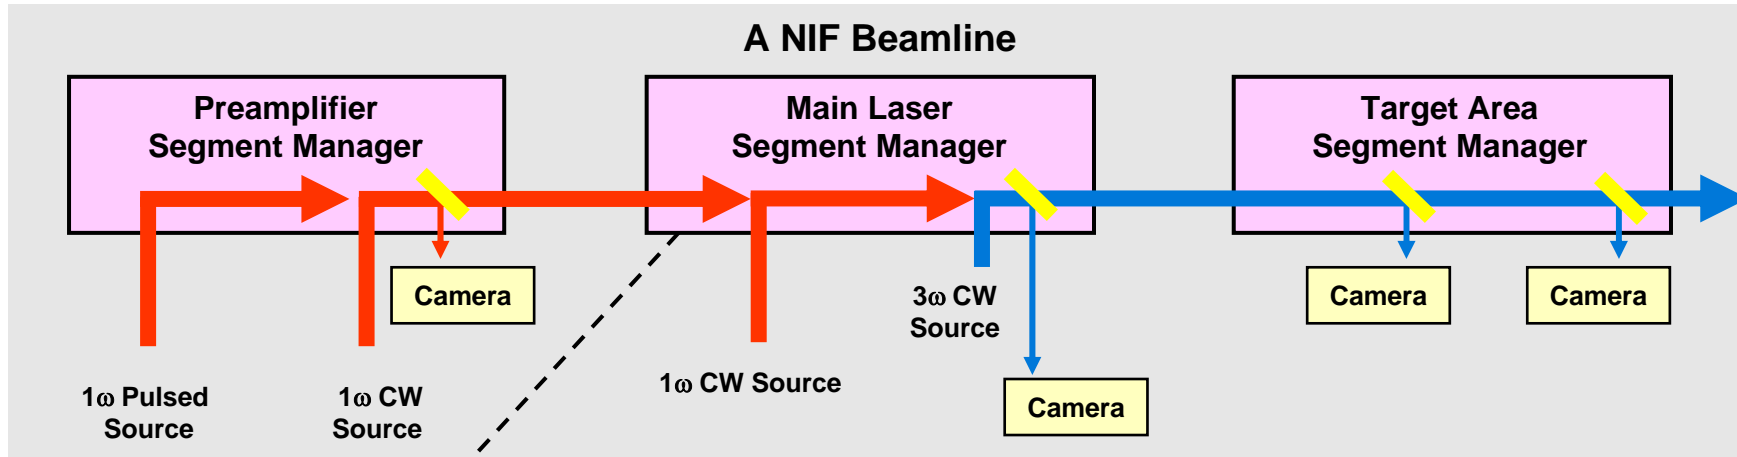 A NIF Beamline
Preamplifier
Segment Manager
Main Laser
Segment Manager
Target Area
Segment Manager
Camera
3ω CW
Source
Camera
Camera
1ω Pulsed
Source
1ω CW
Source
1ω CW Source
Camera